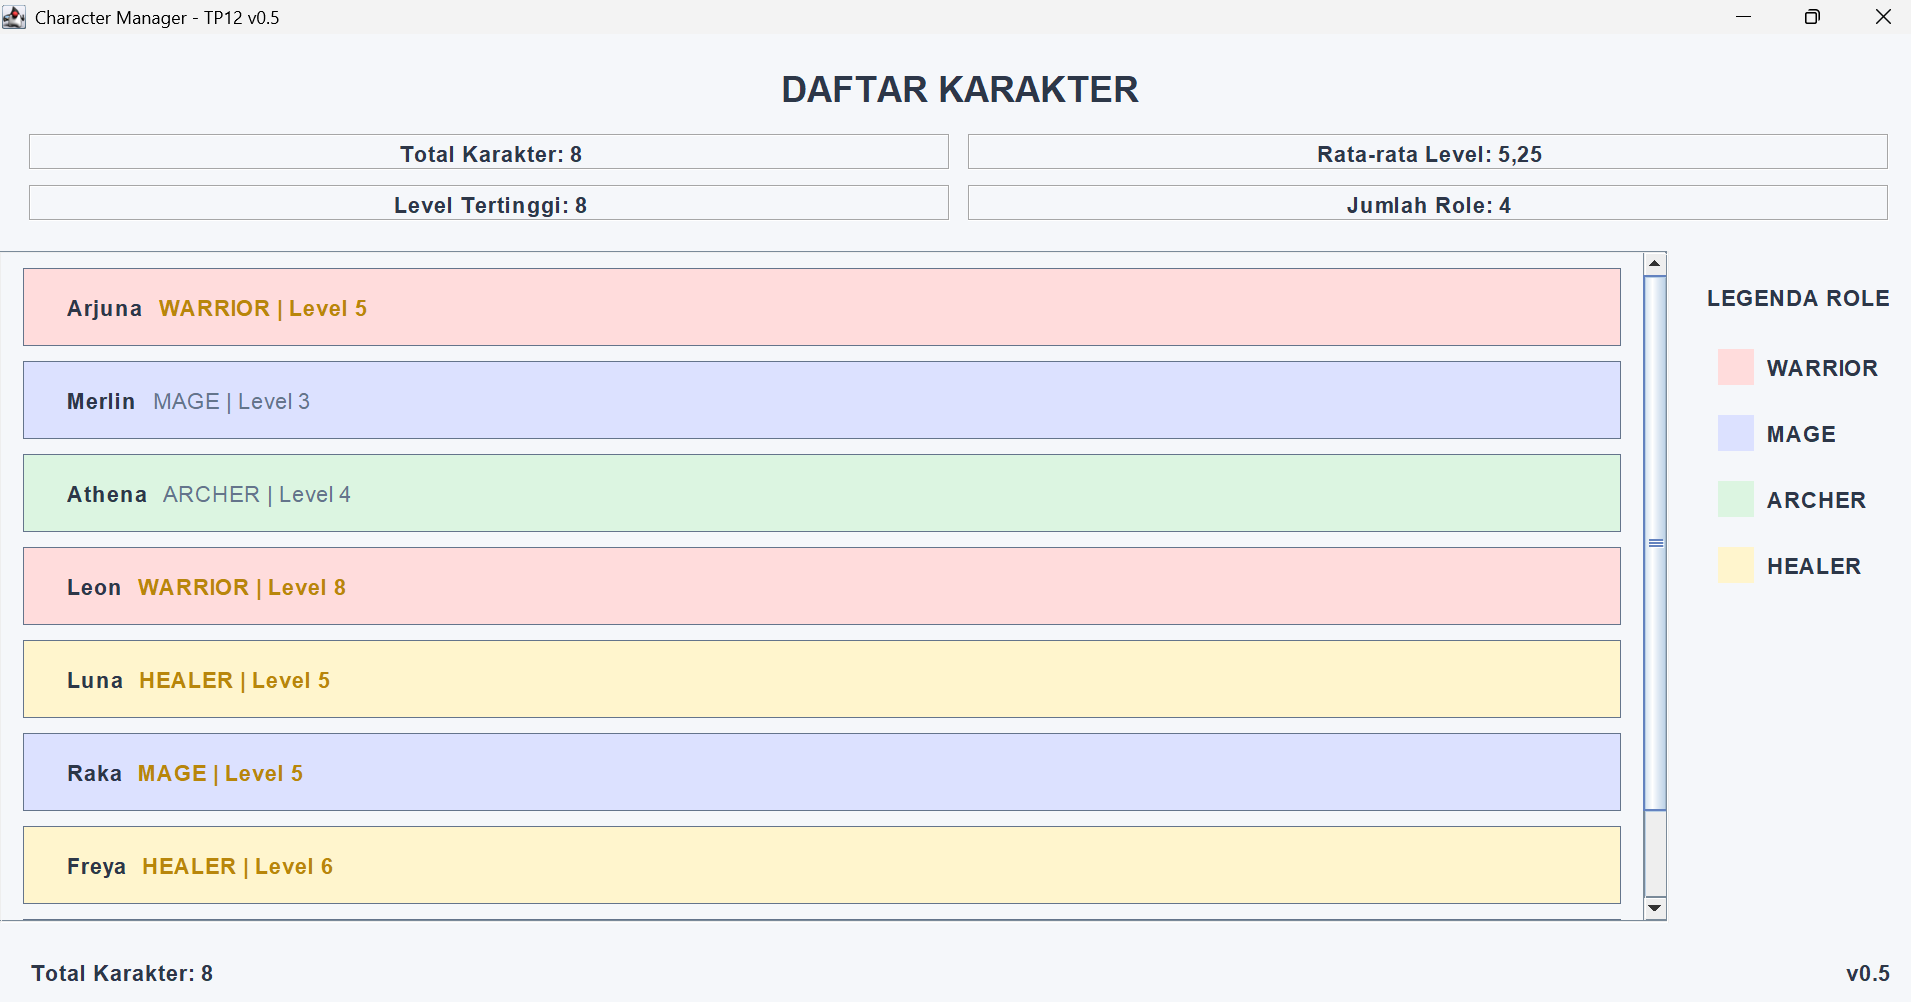 Character Manager - TP12 v0.5
DAFTAR KARAKTER
Total Karakter: 8
Rata-rata Level: 5,25
Level Tertinggi: 8
Jumlah Role: 4
Arjuna WARRIOR | Level 5
Merlin MAGE | Level 3
Athena ARCHER | Level 4
Leon WARRIOR | Level 8
Luna HEALER | Level 5
Raka MAGE | Level 5
Freya HEALER | Level 6
LEGENDA ROLE
WARRIOR
MAGE
ARCHER
HEALER
Total Karakter: 8
v0.5